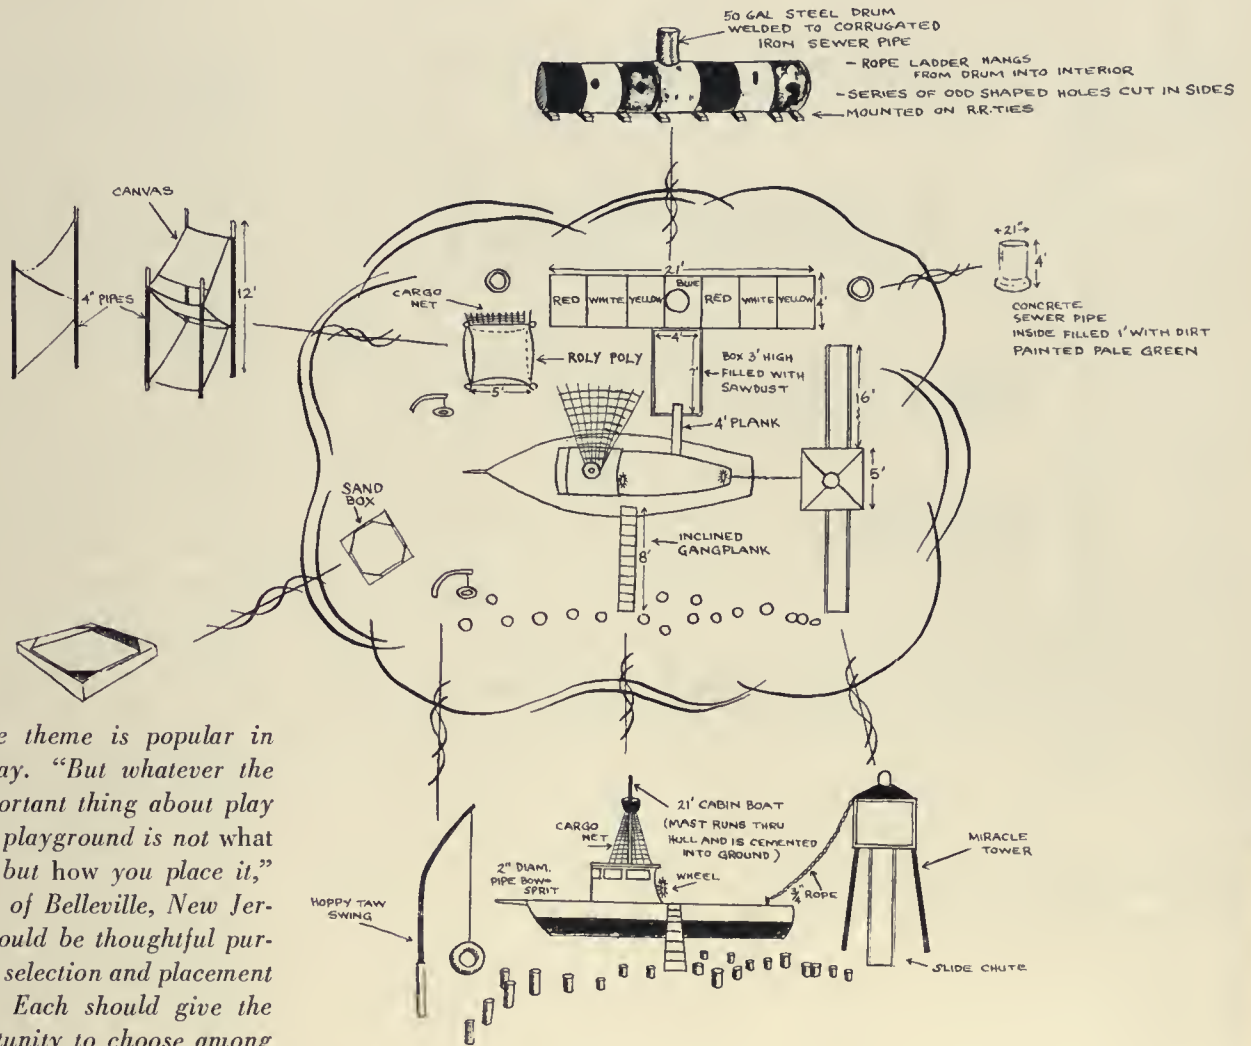 50 GAL STEEL DRUM
WELDED TO CORRUGATED
IRON SEWER PIPE
- ROPE LADDER HANGS
FROM DRUM INTO INTERIOR
- SERIES OF ODD SHAPED HOLES CUT IN SIDES
MOUNTED ON R.R. TIES
CANVAS
4" PIPES
12'
CARGO
NET
ROLY POLY
5'
21'
RED
WHITE
YELLOW
BLUE
RED
WHITE
YELLOW
4'
4'
7'
BOX 3' HIGH
FILLED WITH
SAWDUST
4' PLANK
21"
4'
CONCRETE
SEWER PIPE
INSIDE FILLED 1' WITH DIRT
PAINTED PALE GREEN
16'
5'
SAND
BOX
INCLINED
GANGPLANK
8'
e theme is popular in
ay. “But whatever the
portant thing about play
playground is not what
but how you place it,”
of Belleville, New Jer-
ould be thoughtful pur-
selection and placement
Each should give the
tunity to choose among
HOPPY TAW
SWING
2" DIAM.
PIPE BOW-
SPRIT
CARGO
NET
21' CABIN BOAT
(MAST RUNS THRU
HULL AND IS CEMENTED
INTO GROUND)
WHEEL
3/4" ROPE
MIRACLE
TOWER
SLIDE CHUTE